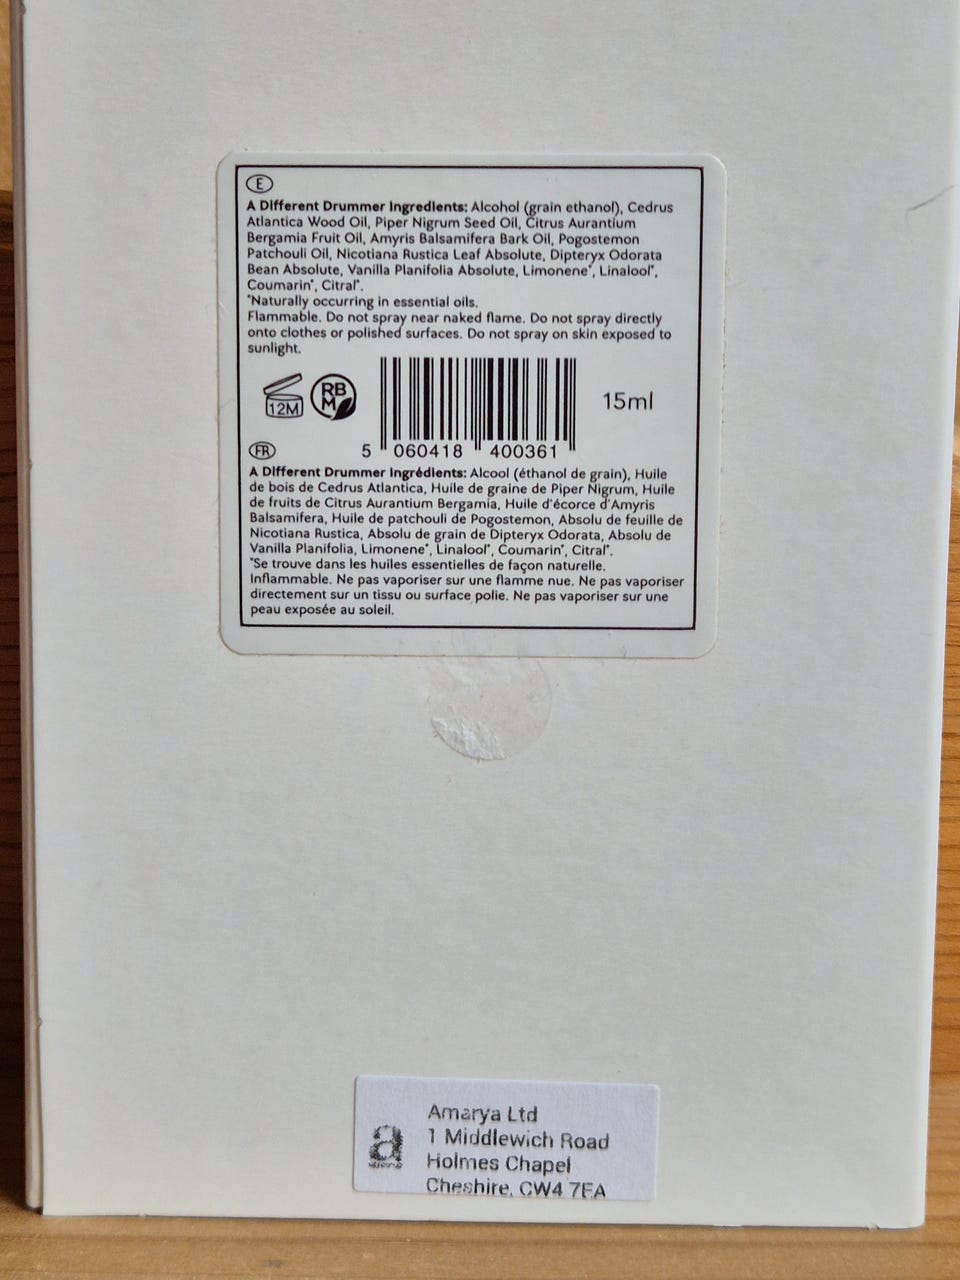 E
A Different Drummer Ingredients: Alcohol (grain ethanol), Cedrus
Atlantica Wood Oil, Piper Nigrum Seed Oil, Citrus Aurantium
Bergamia Fruit Oil, Amyris Balsamifera Bark Oil, Pogostemon
Patchouli Oil, Nicotiana Rustica Leaf Absolute, Dipteryx Odorata
Bean Absolute, Vanilla Planifolia Absolute, Limonene*, Linalool*,
Coumarin*, Citral*.
*Naturally occurring in essential oils.
Flammable. Do not spray near naked flame. Do not spray directly
onto clothes or polished surfaces. Do not spray on skin exposed to
sunlight.
12M
RB
M
15ml
5 060418 400361
FR
A Different Drummer Ingrédients: Alcool (éthanol de grain), Huile
de bois de Cedrus Atlantica, Huile de graine de Piper Nigrum, Huile
de fruits de Citrus Aurantium Bergamia, Huile d'écorce d'Amyris
Balsamifera, Huile de patchouli de Pogostemon, Absolu de feuille de
Nicotiana Rustica, Absolu de grain de Dipteryx Odorata, Absolu de
Vanilla Planifolia, Limonene*, Linalool*, Coumarin*, Citral*.
*Se trouve dans les huiles essentielles de façon naturelle.
Inflammable. Ne pas vaporiser sur une flamme nue. Ne pas vaporiser
directement sur un tissu ou surface polie. Ne pas vaporiser sur une
peau exposée au soleil.
a
Amarya Ltd
1 Middlewich Road
Holmes Chapel
Cheshire, CW4 7EA